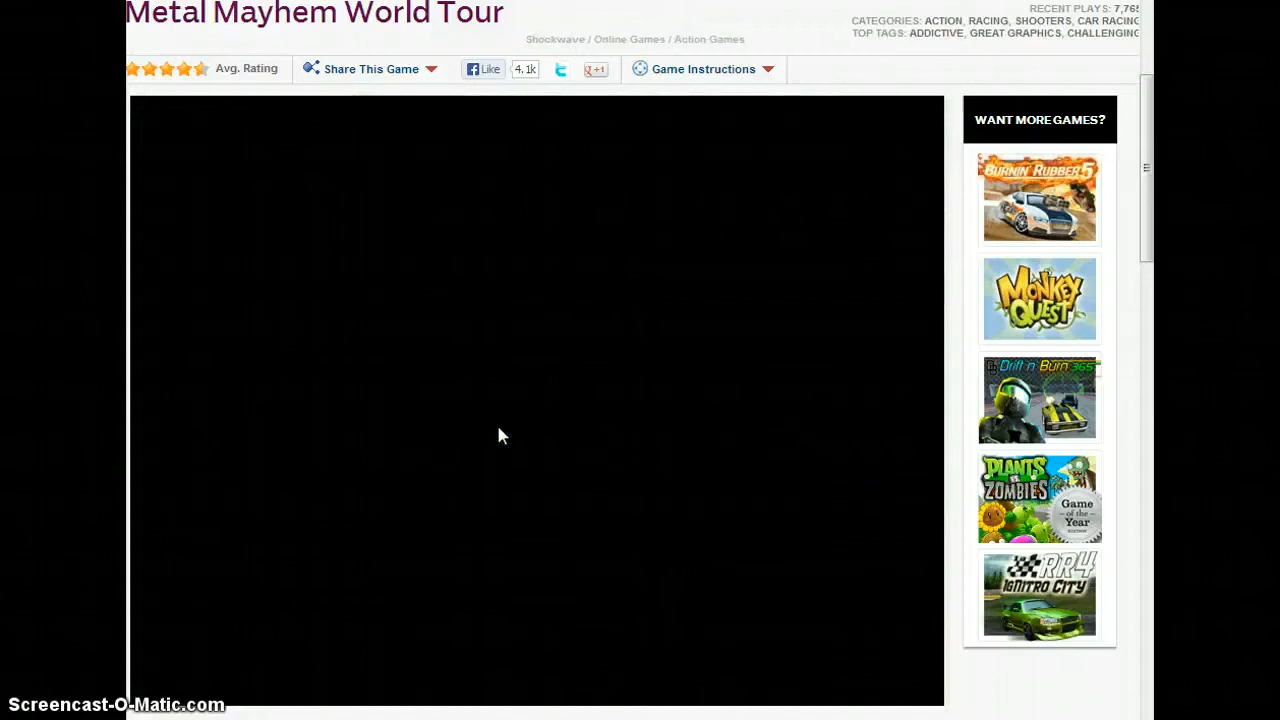 Metal Mayhem World Tour
RECENT PLAYS: 7,765
CATEGORIES: ACTION, RACING, SHOOTERS, CAR RACING
TOP TAGS: ADDICTIVE, GREAT GRAPHICS, CHALLENGING
Shockwave / Online Games / Action Games
Avg. Rating
Share This Game
Like
4.1k
g+1
Game Instructions
WANT MORE GAMES?
BURNIN' RUBBER 5
MONKEY
QUEST
Drift n Burn 365
PLANTS
VS
ZOMBIES
Game
of the
Year
EDITION
RR4
IGNITRO CITY
Screencast-O-Matic.com